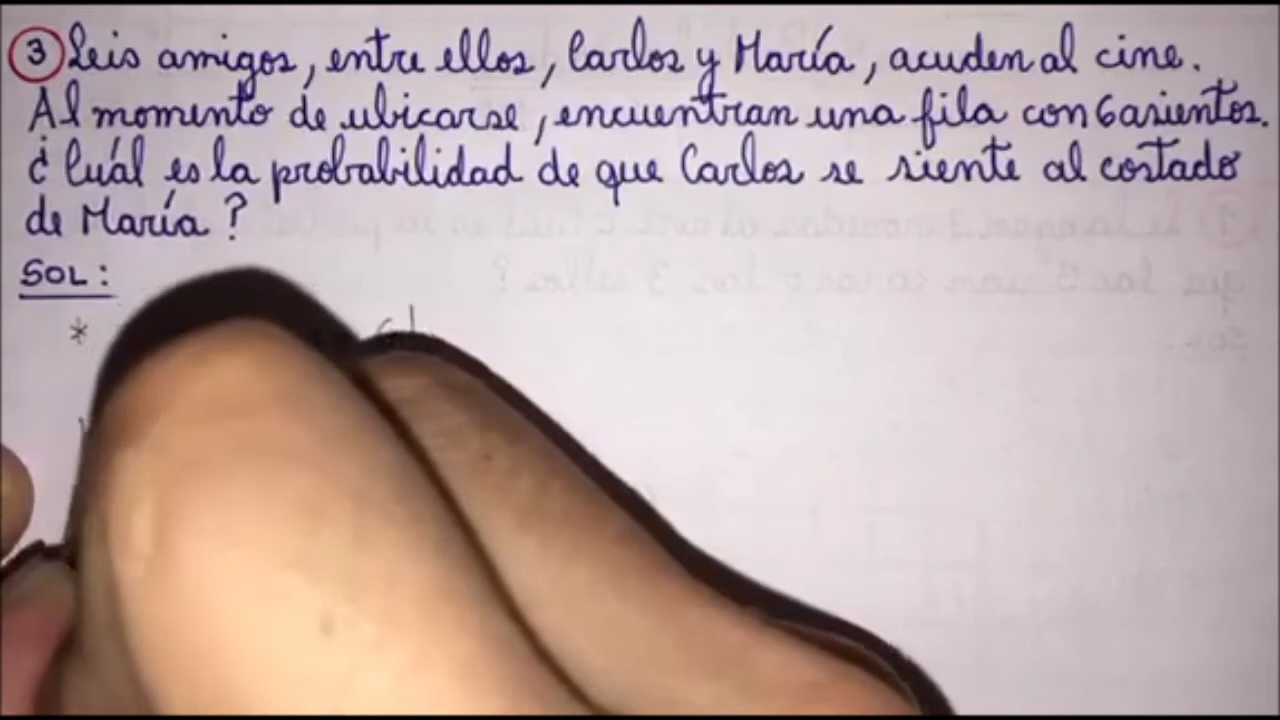 3 Seis amigos, entre ellos, Carlos y María, acuden al cine.
Al momento de ubicarse, encuentran una fila con 6 asientos.
¿Cuál es la probabilidad de que Carlos se siente al costado
de María?
SOL:
*